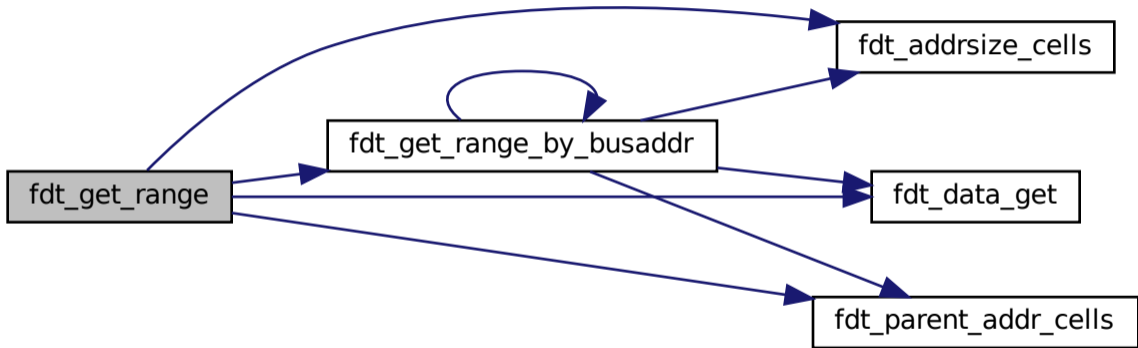 fdt_addrsize_cells
fdt_get_range_by_busaddr
fdt_get_range
fdt_data_get
fdt_parent_addr_cells